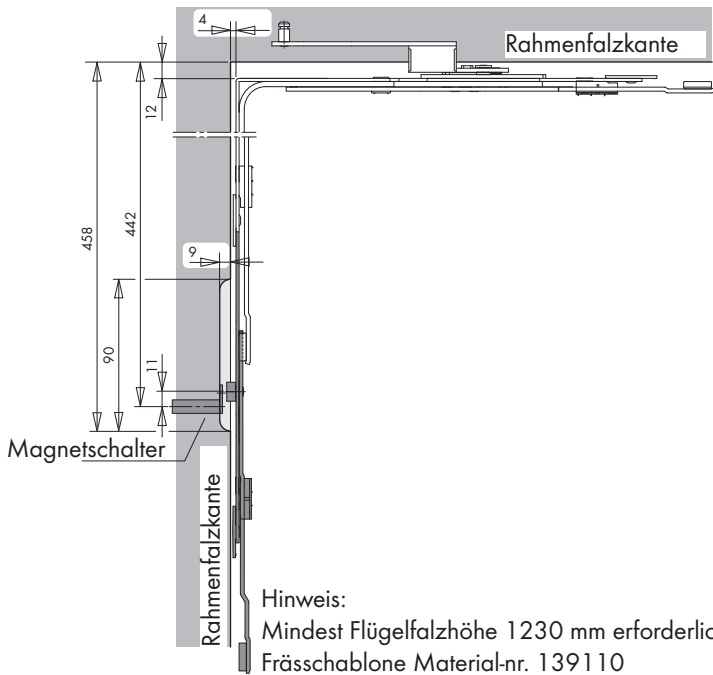 4
Rahmenfalzkante
12
458
442
9
90
11
Magnetschalter
Rahmenfalzkante
Hinweis:
Mindest Flügelfalzhöhe 1230 mm erforderlic
Frässchablone Material-nr. 139110